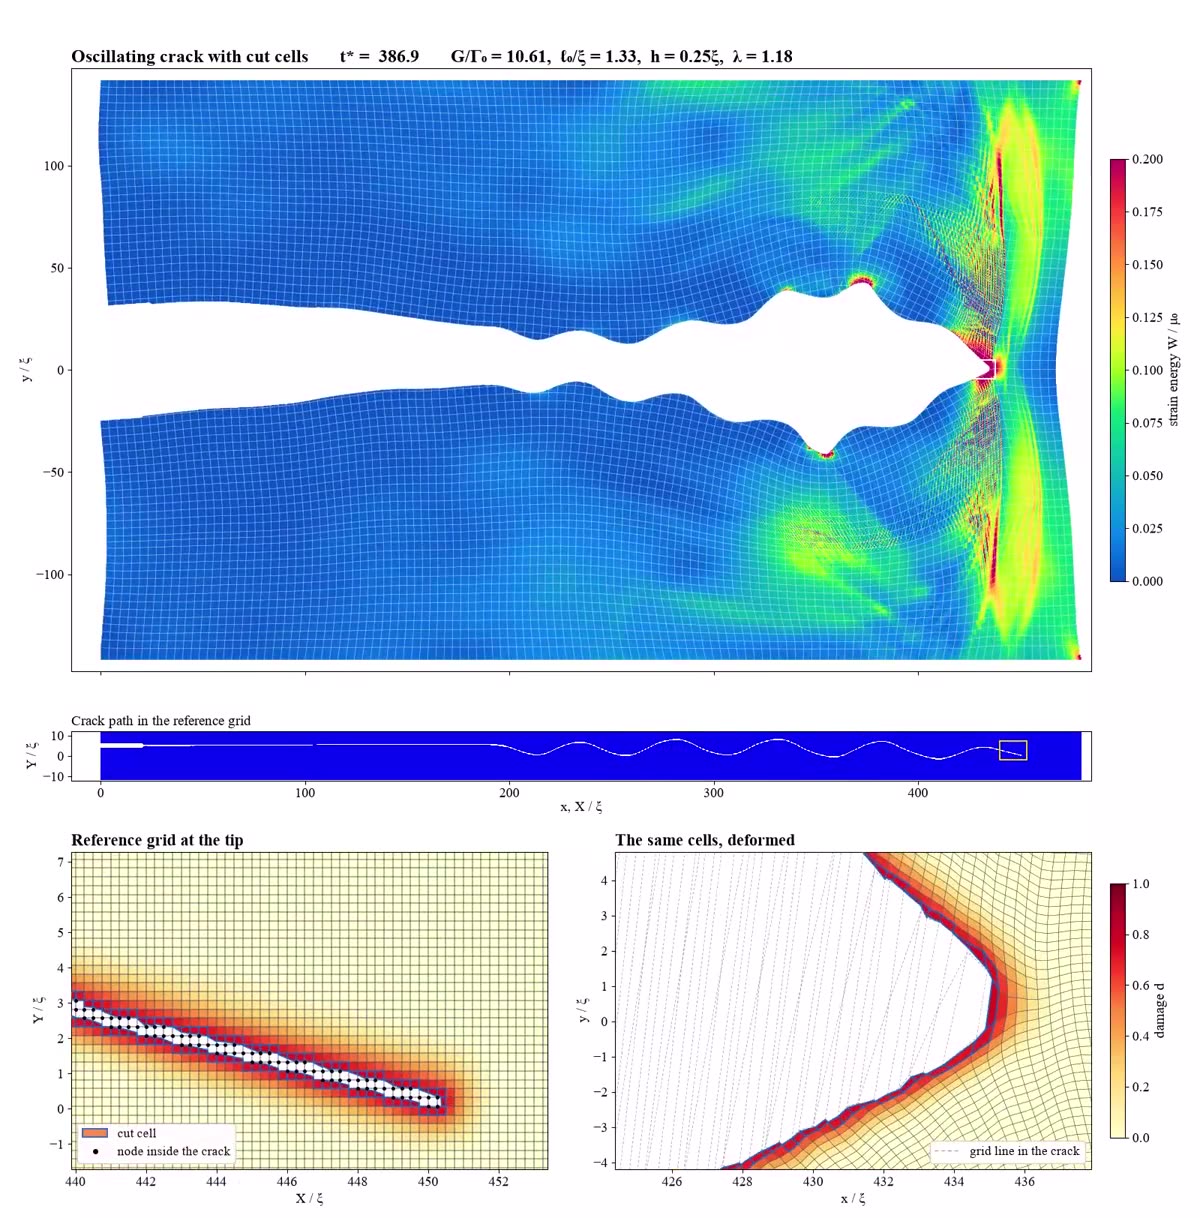 Oscillating crack with cut cells t* = 386.9 G/Γ₀ = 10.61, ℓ₀/ξ = 1.33, h = 0.25ξ, λ = 1.18
100
50
0
−50
−100
y / ξ
0.200
0.175
0.150
0.125
0.100
0.075
0.050
0.025
0.000
strain energy W / μ₀
Crack path in the reference grid
10
0
−10
Y / ξ
0 100 200 300 400
x, X / ξ
Reference grid at the tip
7
6
5
4
3
2
1
0
−1
Y / ξ
cut cell
node inside the crack
440 442 444 446 448 450 452
X / ξ
The same cells, deformed
4
3
2
1
0
−1
−2
−3
−4
y / ξ
grid line in the crack
426 428 430 432 434 436
x / ξ
1.0
0.8
0.6
0.4
0.2
0.0
damage d